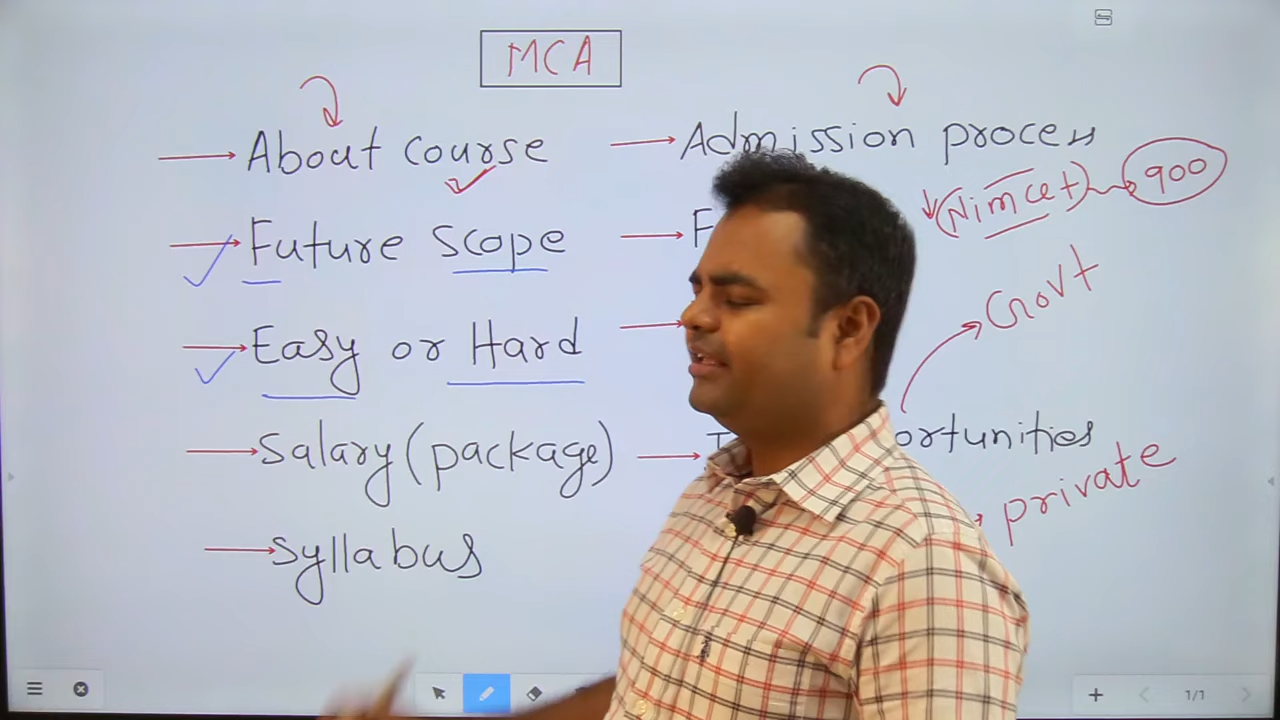 MCA
About course
Future scope
Easy or Hard
Salary (package)
Syllabus
Admission process
(Nimcet)
900
Govt
private
1/1